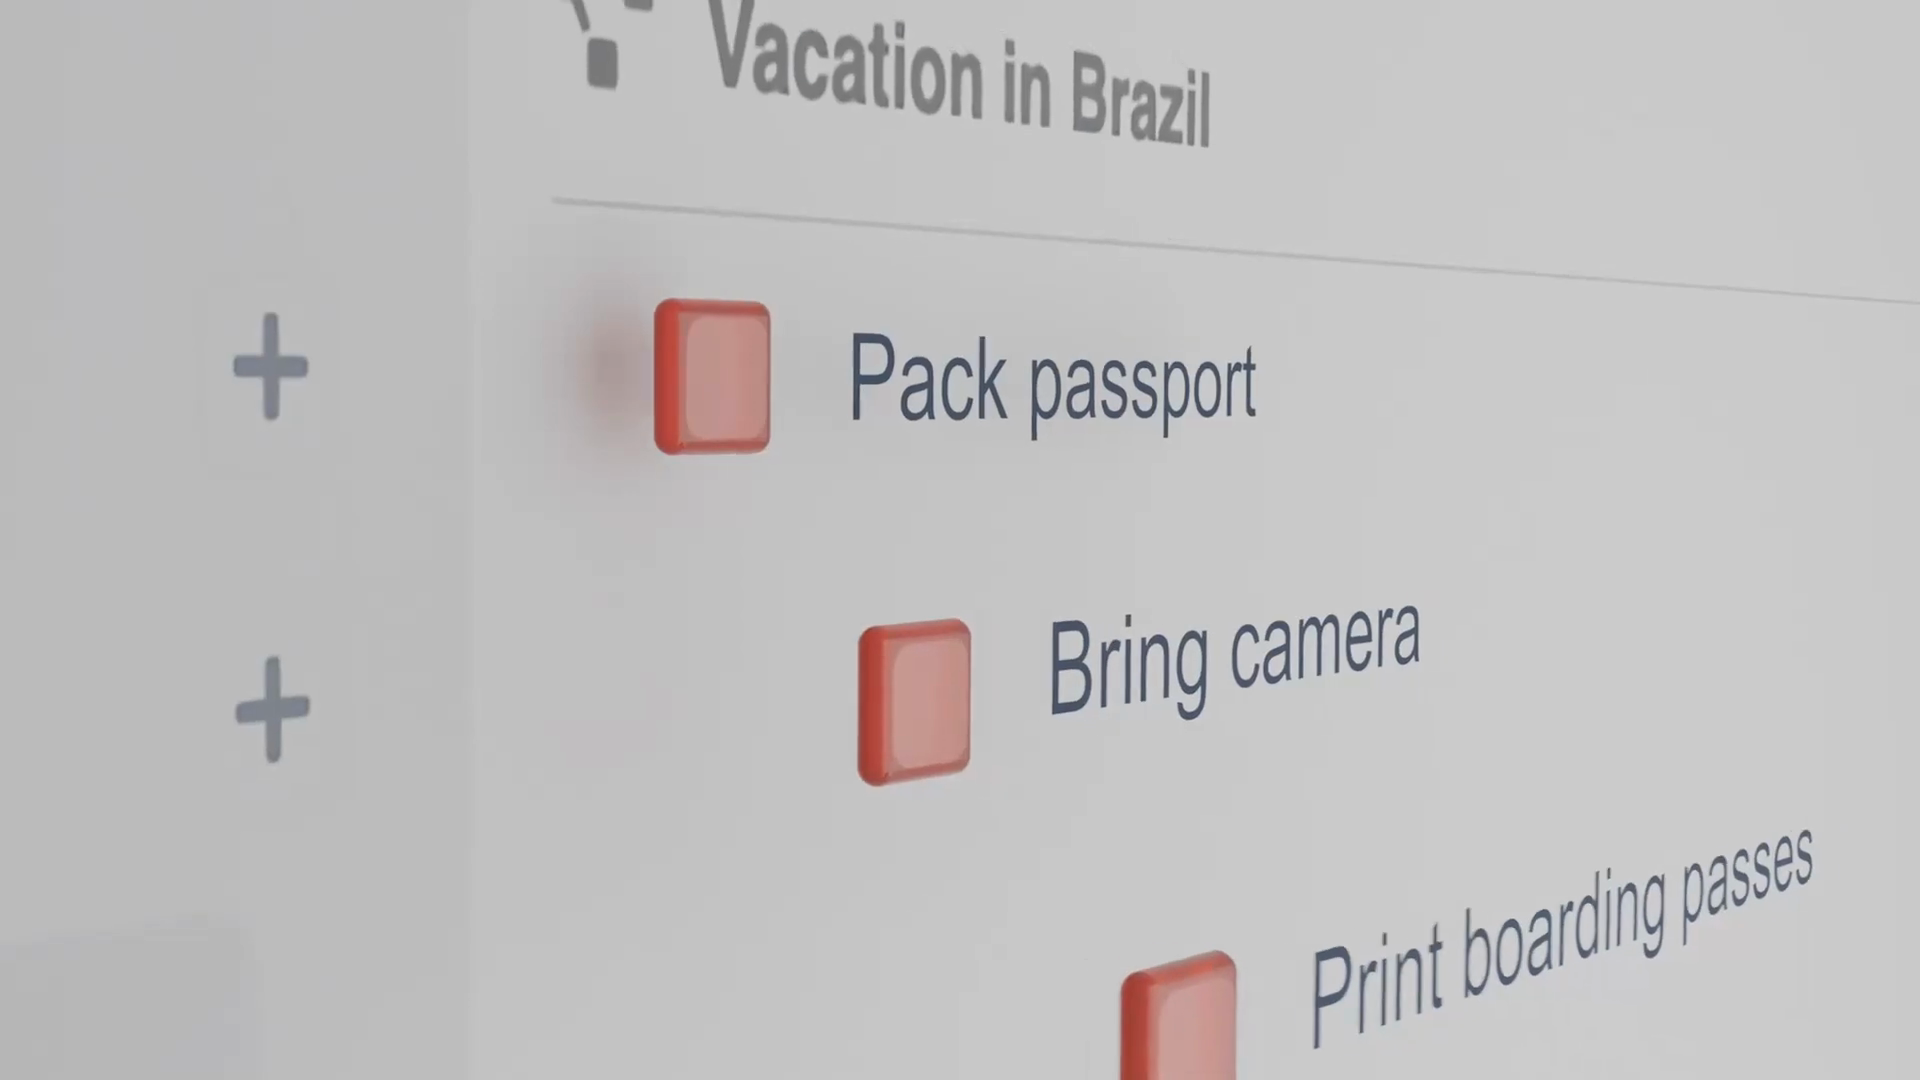 Vacation in Brazil
Pack passport
Bring camera
Print boarding passes